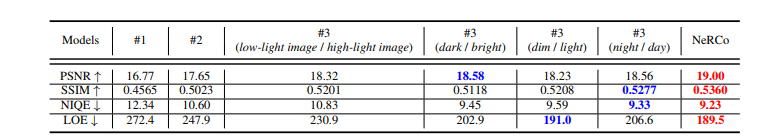 Models #1 #2 #3 (low-light image / high-light image) #3 (dark / bright) #3 (dim / light) #3 (night / day) NeRCo
PSNR ↑ 16.77 17.65 18.32 18.58 18.23 18.56 19.00
SSIM ↑ 0.4565 0.5023 0.5201 0.5118 0.5208 0.5277 0.5360
NIQE ↓ 12.34 10.60 10.83 9.45 9.59 9.33 9.23
LOE ↓ 272.4 247.9 230.9 202.9 191.0 206.6 189.5